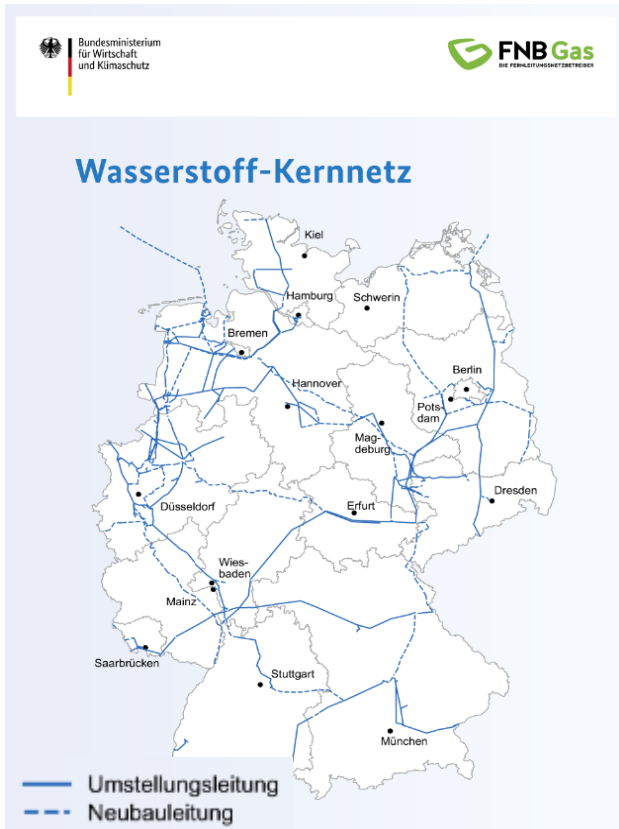 Bundesministerium
für Wirtschaft
und Klimaschutz
FNB Gas
DIE FERNLEITUNGSNETZBETREIBER
Wasserstoff-Kernnetz
Kiel
Hamburg
Schwerin
Bremen
Berlin
Hannover
Pots-
dam
Mag-
deburg
Düsseldorf
Erfurt
Dresden
Wies-
baden
Mainz
Saarbrücken
Stuttgart
München
Umstellungsleitung
Neubauleitung